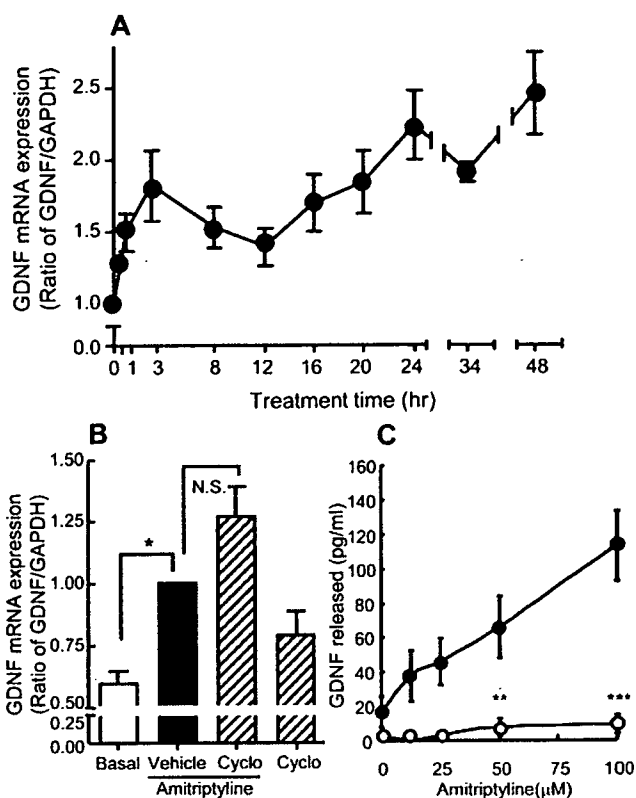 A
GDNF mRNA expression
(Ratio of GDNF/GAPDH)
2.5
2.0
1.5
1.0
0.0
0 1 3 8 12 16 20 24 34 48
Treatment time (hr)
B
GDNF mRNA expression
(Ratio of GDNF/GAPDH)
1.50
1.25
1.00
0.75
0.50
0.25
0.00
*
N.S.
Basal Vehicle Cyclo Cyclo
Amitriptyline
C
GDNF released (pg/ml)
160
140
120
100
80
60
40
20
0
** ***
0 25 50 75 100
Amitriptyline(μM)